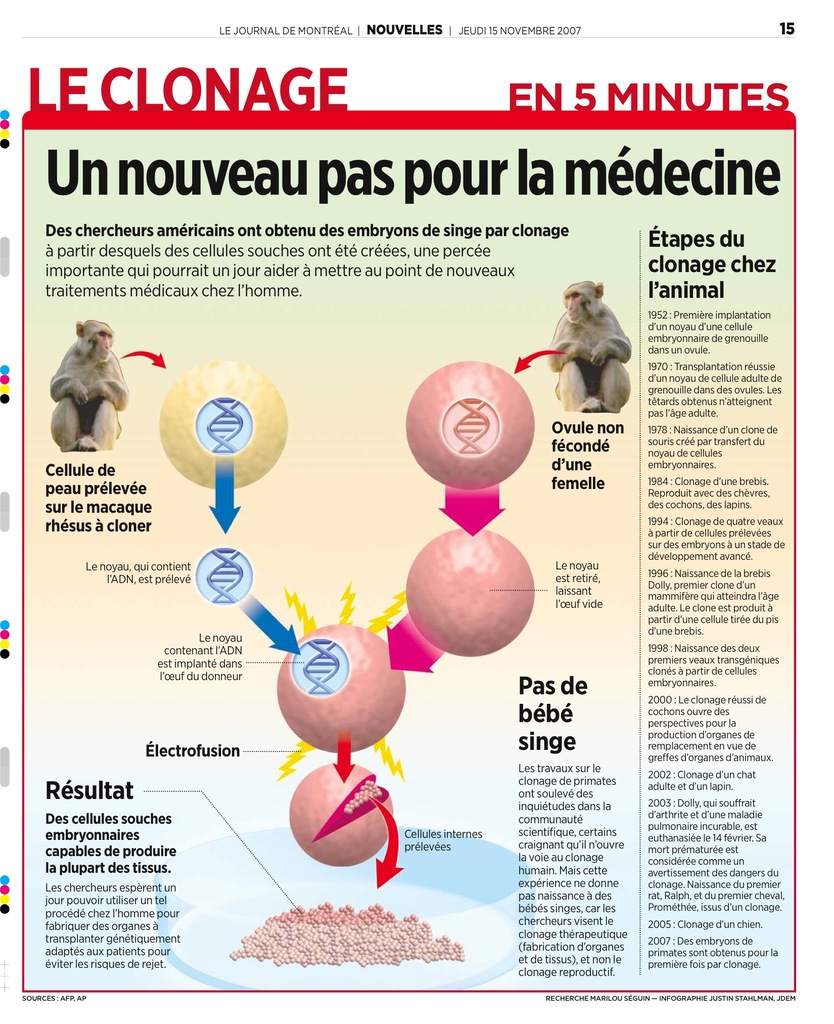 LE JOURNAL DE MONTRÉAL | NOUVELLES | JEUDI 15 NOVEMBRE 2007
15
LE CLONAGE
EN 5 MINUTES
Un nouveau pas pour la médecine
Des chercheurs américains ont obtenu des embryons de singe par clonage
à partir desquels des cellules souches ont été créées, une percée
importante qui pourrait un jour aider à mettre au point de nouveaux
traitements médicaux chez l'homme.
Cellule de
peau prélevée
sur le macaque
rhésus à cloner
Ovule non
fécondé
d'une
femelle
Le noyau, qui contient
l'ADN, est prélevé
Le noyau
est retiré,
laissant
l'œuf vide
Le noyau
contenant l'ADN
est implanté dans
l'œuf du donneur
Électrofusion
Cellules internes
prélevées
Résultat
Des cellules souches
embryonnaires
capables de produire
la plupart des tissus.
Les chercheurs espèrent un
jour pouvoir utiliser un tel
procédé chez l'homme pour
fabriquer des organes à
transplanter génétiquement
adaptés aux patients pour
éviter les risques de rejet.
Pas de
bébé
singe
Les travaux sur le
clonage de primates
ont soulevé des
inquiétudes dans la
communauté
scientifique, certains
craignant qu'il n'ouvre
la voie au clonage
humain. Mais cette
expérience ne donne
pas naissance à des
bébés singes, car les
chercheurs visent le
clonage thérapeutique
(fabrication d'organes
et de tissus), et non le
clonage reproductif.
Étapes du
clonage chez
l'animal
1952 : Première implantation
d'un noyau d'une cellule
embryonnaire de grenouille
dans un ovule.
1970 : Transplantation réussie
d'un noyau de cellule adulte de
grenouille dans des ovules. Les
têtards obtenus n'atteignent
pas l'âge adulte.
1978 : Naissance d'un clone de
souris créé par transfert du
noyau de cellules
embryonnaires.
1984 : Clonage d'une brebis.
Reproduit avec des chèvres,
des cochons, des lapins.
1994 : Clonage de quatre veaux
à partir de cellules prélevées
sur des embryons à un stade de
développement avancé.
1996 : Naissance de la brebis
Dolly, premier clone d'un
mammifère qui atteindra l'âge
adulte. Le clone est produit à
partir d'une cellule tirée du pis
d'une brebis.
1998 : Naissance des deux
premiers veaux transgéniques
clonés à partir de cellules
embryonnaires.
2000 : Le clonage réussi de
cochons ouvre des
perspectives pour la
production d'organes de
remplacement en vue de
greffes d'organes d'animaux.
2002 : Clonage d'un chat
adulte et d'un lapin.
2003 : Dolly, qui souffrait
d'arthrite et d'une maladie
pulmonaire incurable, est
euthanasiée le 14 février. Sa
mort prématurée est
considérée comme un
avertissement des dangers du
clonage. Naissance du premier
rat, Ralph, et du premier cheval,
Prométhée, issus d'un clonage.
2005 : Clonage d'un chien.
2007 : Des embryons de
primates sont obtenus pour la
première fois par clonage.
SOURCES : AFP, AP
RECHERCHE MARILOU SÉGUIN — INFOGRAPHIE JUSTIN STAHLMAN, JDEM